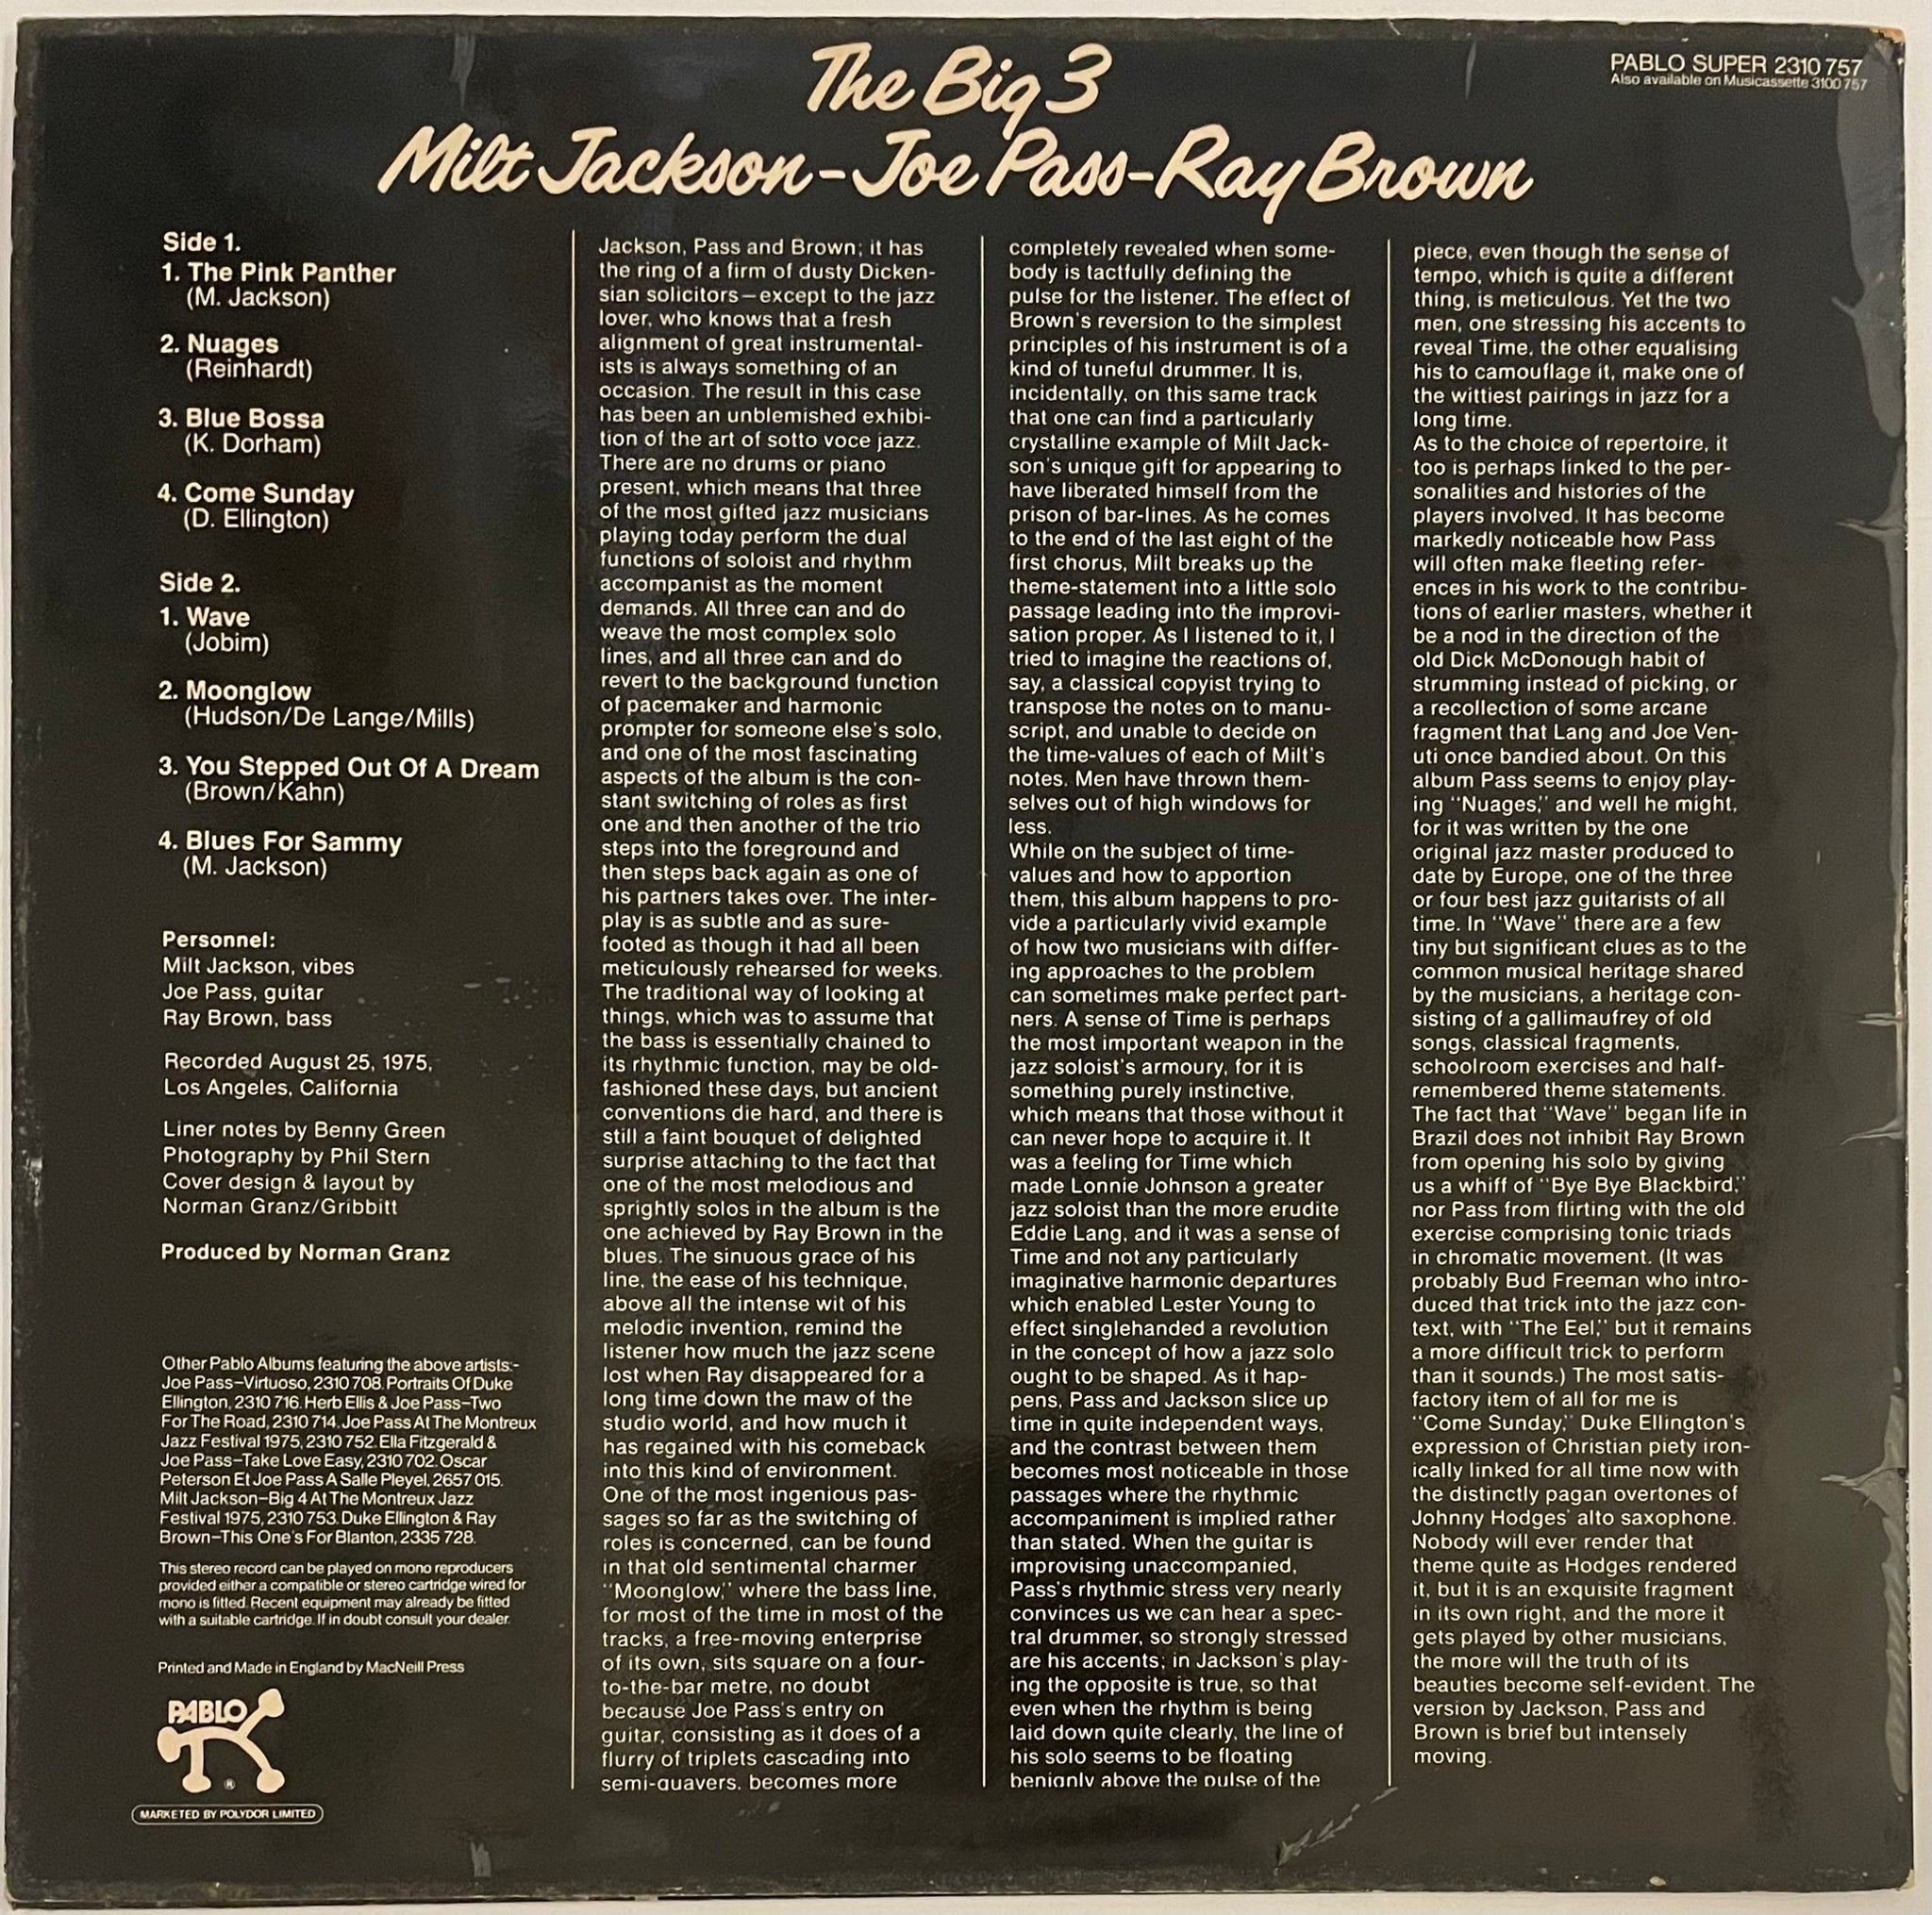 The Big 3
Milt Jackson-Joe Pass-Ray Brown
PABLO SUPER 2310 757
Also available on Musicassette 3100 757
Side 1.
1. The Pink Panther
(M. Jackson)
2. Nuages
(Reinhardt)
3. Blue Bossa
(K. Dorham)
4. Come Sunday
(D. Ellington)
Side 2.
1. Wave
(Jobim)
2. Moonglow
(Hudson/De Lange/Mills)
3. You Stepped Out Of A Dream
(Brown/Kahn)
4. Blues For Sammy
(M. Jackson)
Personnel:
Milt Jackson, vibes
Joe Pass, guitar
Ray Brown, bass
Recorded August 25, 1975,
Los Angeles, California
Liner notes by Benny Green
Photography by Phil Stern
Cover design & layout by
Norman Granz/Gribbitt
Produced by Norman Granz
Other Pablo Albums featuring the above artists:-
Joe Pass–Virtuoso, 2310 708. Portraits Of Duke
Ellington, 2310 716. Herb Ellis & Joe Pass–Two
For The Road, 2310 714. Joe Pass At The Montreux
Jazz Festival 1975, 2310 752. Ella Fitzgerald &
Joe Pass–Take Love Easy, 2310 702. Oscar
Peterson Et Joe Pass A Salle Pleyel, 2657 015.
Milt Jackson–Big 4 At The Montreux Jazz
Festival 1975, 2310 753. Duke Ellington & Ray
Brown–This One's For Blanton, 2335 728.
This stereo record can be played on mono reproducers
provided either a compatible or stereo cartridge wired for
mono is fitted. Recent equipment may already be fitted
with a suitable cartridge. If in doubt consult your dealer.
Printed and Made in England by MacNeill Press
PABLO
®
MARKETED BY POLYDOR LIMITED
Jackson, Pass and Brown; it has
the ring of a firm of dusty Dicken-
sian solicitors—except to the jazz
lover, who knows that a fresh
alignment of great instrumental-
ists is always something of an
occasion. The result in this case
has been an unblemished exhibi-
tion of the art of sotto voce jazz.
There are no drums or piano
present, which means that three
of the most gifted jazz musicians
playing today perform the dual
functions of soloist and rhythm
accompanist as the moment
demands. All three can and do
weave the most complex solo
lines, and all three can and do
revert to the background function
of pacemaker and harmonic
prompter for someone else's solo,
and one of the most fascinating
aspects of the album is the con-
stant switching of roles as first
one and then another of the trio
steps into the foreground and
then steps back again as one of
his partners takes over. The inter-
play is as subtle and as sure-
footed as though it had all been
meticulously rehearsed for weeks.
The traditional way of looking at
things, which was to assume that
the bass is essentially chained to
its rhythmic function, may be old-
fashioned these days, but ancient
conventions die hard, and there is
still a faint bouquet of delighted
surprise attaching to the fact that
one of the most melodious and
sprightly solos in the album is the
one achieved by Ray Brown in the
blues. The sinuous grace of his
line, the ease of his technique,
above all the intense wit of his
melodic invention, remind the
listener how much the jazz scene
lost when Ray disappeared for a
long time down the maw of the
studio world, and how much it
has regained with his comeback
into this kind of environment.
One of the most ingenious pas-
sages so far as the switching of
roles is concerned, can be found
in that old sentimental charmer
"Moonglow," where the bass line,
for most of the time in most of the
tracks, a free-moving enterprise
of its own, sits square on a four-
to-the-bar metre, no doubt
because Joe Pass's entry on
guitar, consisting as it does of a
flurry of triplets cascading into
semi-quavers, becomes more
completely revealed when some-
body is tactfully defining the
pulse for the listener. The effect of
Brown's reversion to the simplest
principles of his instrument is of a
kind of tuneful drummer. It is,
incidentally, on this same track
that one can find a particularly
crystalline example of Milt Jack-
son's unique gift for appearing to
have liberated himself from the
prison of bar-lines. As he comes
to the end of the last eight of the
first chorus, Milt breaks up the
theme-statement into a little solo
passage leading into the improvi-
sation proper. As I listened to it, I
tried to imagine the reactions of,
say, a classical copyist trying to
transpose the notes on to manu-
script, and unable to decide on
the time-values of each of Milt's
notes. Men have thrown them-
selves out of high windows for
less.
While on the subject of time-
values and how to apportion
them, this album happens to pro-
vide a particularly vivid example
of how two musicians with differ-
ing approaches to the problem
can sometimes make perfect part-
ners. A sense of Time is perhaps
the most important weapon in the
jazz soloist's armoury, for it is
something purely instinctive,
which means that those without it
can never hope to acquire it. It
was a feeling for Time which
made Lonnie Johnson a greater
jazz soloist than the more erudite
Eddie Lang, and it was a sense of
Time and not any particularly
imaginative harmonic departures
which enabled Lester Young to
effect singlehanded a revolution
in the concept of how a jazz solo
ought to be shaped. As it hap-
pens, Pass and Jackson slice up
time in quite independent ways,
and the contrast between them
becomes most noticeable in those
passages where the rhythmic
accompaniment is implied rather
than stated. When the guitar is
improvising unaccompanied,
Pass's rhythmic stress very nearly
convinces us we can hear a spec-
tral drummer, so strongly stressed
are his accents; in Jackson's play-
ing the opposite is true, so that
even when the rhythm is being
laid down quite clearly, the line of
his solo seems to be floating
benignly above the pulse of the
piece, even though the sense of
tempo, which is quite a different
thing, is meticulous. Yet the two
men, one stressing his accents to
reveal Time, the other equalising
his to camouflage it, make one of
the wittiest pairings in jazz for a
long time.
As to the choice of repertoire, it
too is perhaps linked to the per-
sonalities and histories of the
players involved. It has become
markedly noticeable how Pass
will often make fleeting refer-
ences in his work to the contribu-
tions of earlier masters, whether it
be a nod in the direction of the
old Dick McDonough habit of
strumming instead of picking, or
a recollection of some arcane
fragment that Lang and Joe Ven-
uti once bandied about. On this
album Pass seems to enjoy play-
ing "Nuages," and well he might,
for it was written by the one
original jazz master produced to
date by Europe, one of the three
or four best jazz guitarists of all
time. In "Wave" there are a few
tiny but significant clues as to the
common musical heritage shared
by the musicians, a heritage con-
sisting of a gallimaufrey of old
songs, classical fragments,
schoolroom exercises and half-
remembered theme statements.
The fact that "Wave" began life in
Brazil does not inhibit Ray Brown
from opening his solo by giving
us a whiff of "Bye Bye Blackbird,"
nor Pass from flirting with the old
exercise comprising tonic triads
in chromatic movement. (It was
probably Bud Freeman who intro-
duced that trick into the jazz con-
text, with "The Eel," but it remains
a more difficult trick to perform
than it sounds.) The most satis-
factory item of all for me is
"Come Sunday," Duke Ellington's
expression of Christian piety iron-
ically linked for all time now with
the distinctly pagan overtones of
Johnny Hodges' alto saxophone.
Nobody will ever render that
theme quite as Hodges rendered
it, but it is an exquisite fragment
in its own right, and the more it
gets played by other musicians,
the more will the truth of its
beauties become self-evident. The
version by Jackson, Pass and
Brown is brief but intensely
moving.